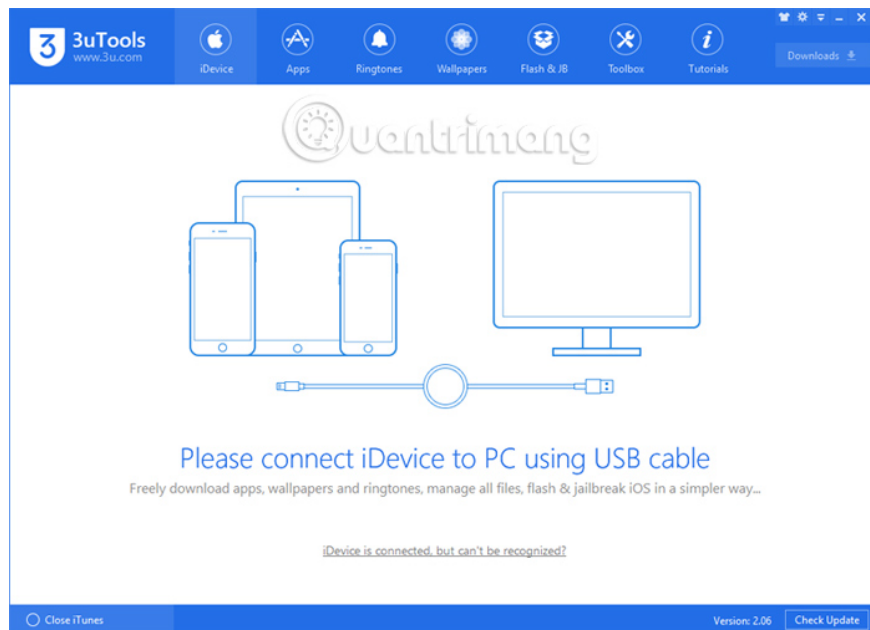 3 3uTools
www.3u.com
iDevice
Apps
Ringtones
Wallpapers
Flash & JB
Toolbox
Tutorials
Downloads
Quantrimang
Please connect iDevice to PC using USB cable
Freely download apps, wallpapers and ringtones, manage all files, flash & jailbreak iOS in a simpler way...
iDevice is connected, but can't be recognized?
Close iTunes
Version: 2.06
Check Update